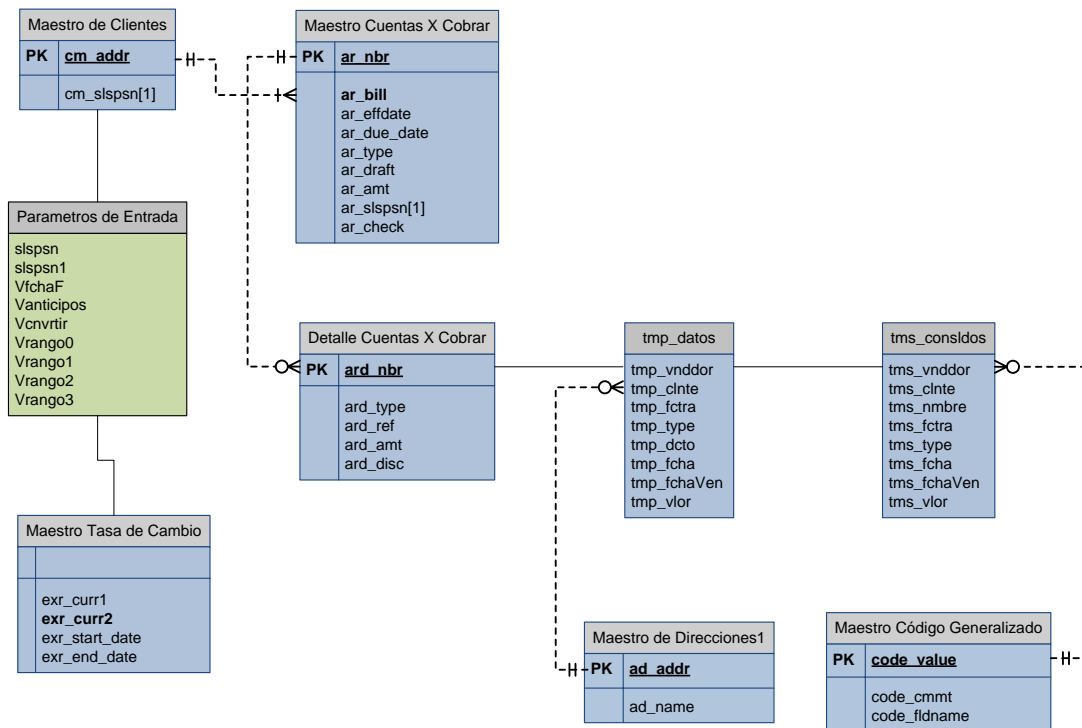 Maestro de Clientes
PK cm_addr
cm_slspsn[1]
Maestro Cuentas X Cobrar
PK ar_nbr
ar_bill
ar_effdate
ar_due_date
ar_type
ar_draft
ar_amt
ar_slspsn[1]
ar_check
Parametros de Entrada
slspsn
slspsn1
VfchaF
Vanticipos
Vcnvrtir
Vrango0
Vrango1
Vrango2
Vrango3
Detalle Cuentas X Cobrar
PK ard_nbr
ard_type
ard_ref
ard_amt
ard_disc
tmp_datos
tmp_vnddor
tmp_clnte
tmp_fctra
tmp_type
tmp_dcto
tmp_fcha
tmp_fchaVen
tmp_vlor
tms_consldos
tms_vnddor
tms_clnte
tms_nmbre
tms_fctra
tms_type
tms_fcha
tms_fchaVen
tms_vlor
Maestro Tasa de Cambio
exr_curr1
exr_curr2
exr_start_date
exr_end_date
Maestro de Direcciones1
PK ad_addr
ad_name
Maestro Código Generalizado
PK code_value
code_cmmt
code_fldname